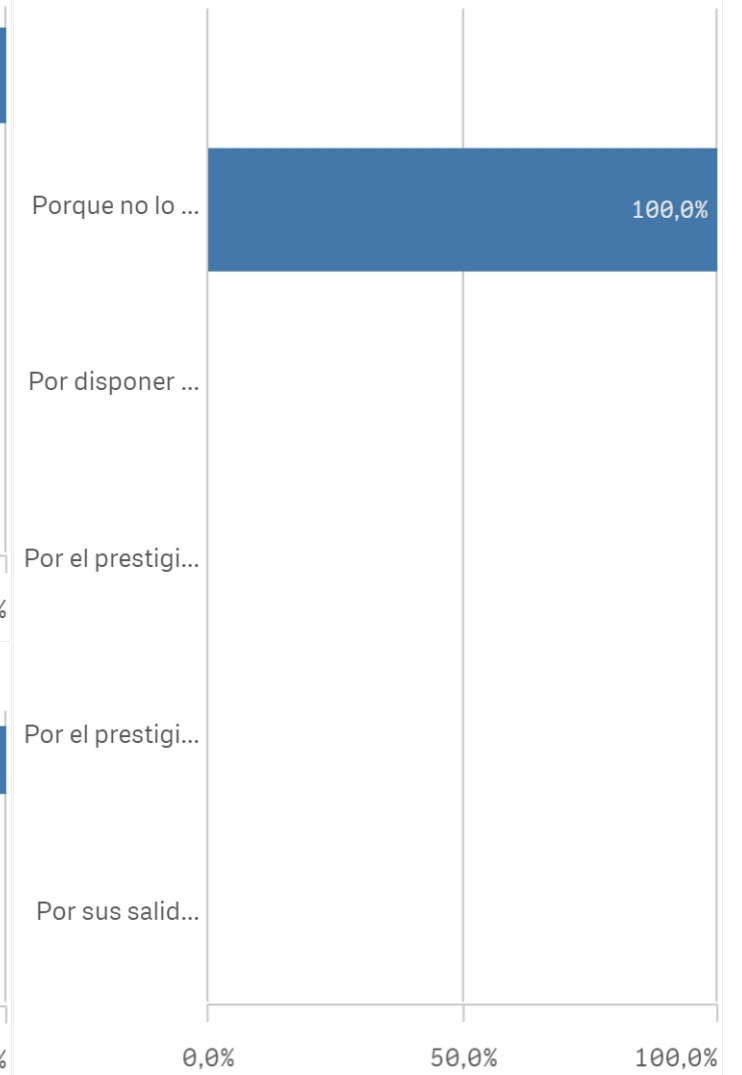 Porque no lo ...
100,0%
Por disponer ...
Por el prestigi...
%
Por el prestigi...
Por sus salid...
%
0,0%
50,0%
100,0%